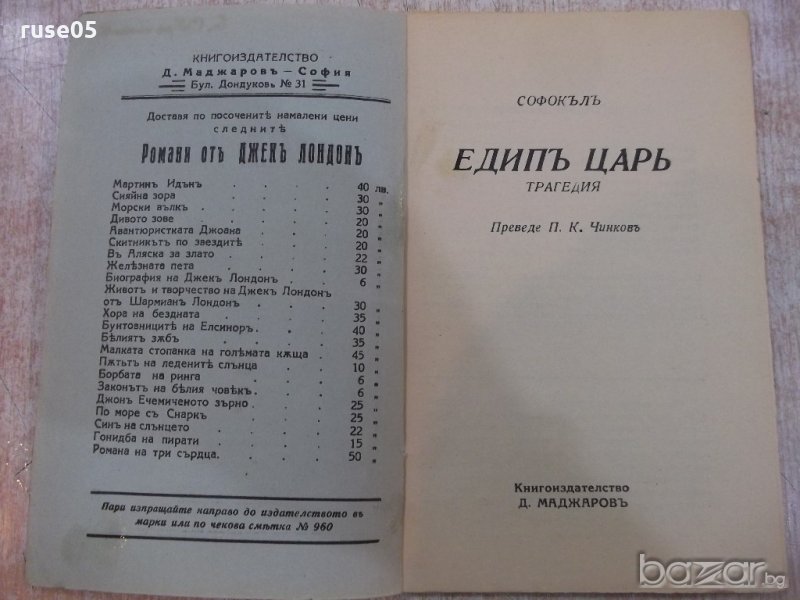 ruse05
КНИГОИЗДАТЕЛСТВО
Д. Маджаровъ — София
Бул. Дондуковъ № 31
Доставя по посоченитѣ намалени цени
следнитѣ
Романи отъ ДЖЕКЪ ЛОНДОНЪ
Мартинъ Идънъ . . . . 40 лв.
Сияйна зора . . . . 30 „
Морски вълкъ . . . . 30 „
Дивото зове . . . . 20 „
Авантюристката Джоана . . . 20 „
Скитникътъ по звездитѣ . . . 20 „
Въ Аляска за злато . . . . 22 „
Желѣзната пета . . . . 30 „
Биография на Джекъ Лондонъ . . 6 „
Животъ и творчество на Джекъ Лондонъ
отъ Шармианъ Лондонъ . . . 30 „
Хора на бездната . . . . 35 „
Бунтовницитѣ на Елсиноръ . . . 40 „
Бѣлиятъ зѫбъ . . . . 35 „
Малката стопанка на голѣмата кѫща . 45 „
Пѫтьтъ на леденитѣ слънца . . 10 „
Борбата на ринга . . . . 6 „
Законътъ на бѣлия човѣкъ . . . 6 „
Джонъ Ечемиченото зърно . . . 25 „
По море съ Снаркъ . . . . 25 „
Синъ на слънцето . . . . 22 „
Гонидба на пирати . . . . 15 „
Романа на три сърдца . . . . 50 „
Пари изпращайте направо до издателството въ
марки или по чекова смѣтка № 960
СОФОКЪЛЪ
ЕДИПЪ ЦАРЬ
ТРАГЕДИЯ
Преведе П. К. Чинковъ
Книгоиздателство
Д. МАДЖАРОВЪ
bazar.bg